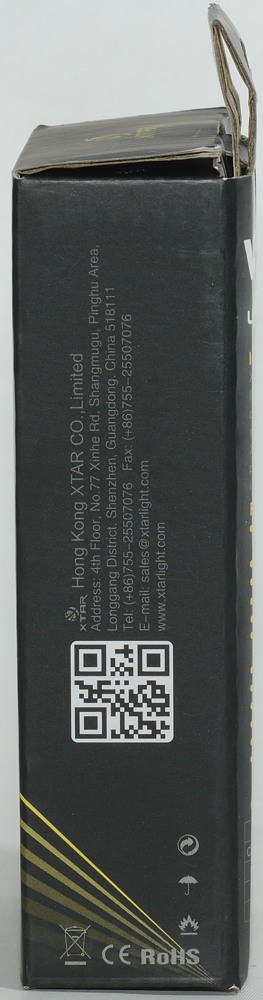 XTAR Hong Kong XTAR CO.,Limited
Address: 4th Floor, No.77 Xinhe Rd, Shangmugu, Pinghu Area,
Longgang District, Shenzhen, Guangdong, China 518111
Tel: (+86)755-25507076 Fax: (+86)755-25507076
E-mail: sales@xtarlight.com
www.xtarlight.com
CE RoHS